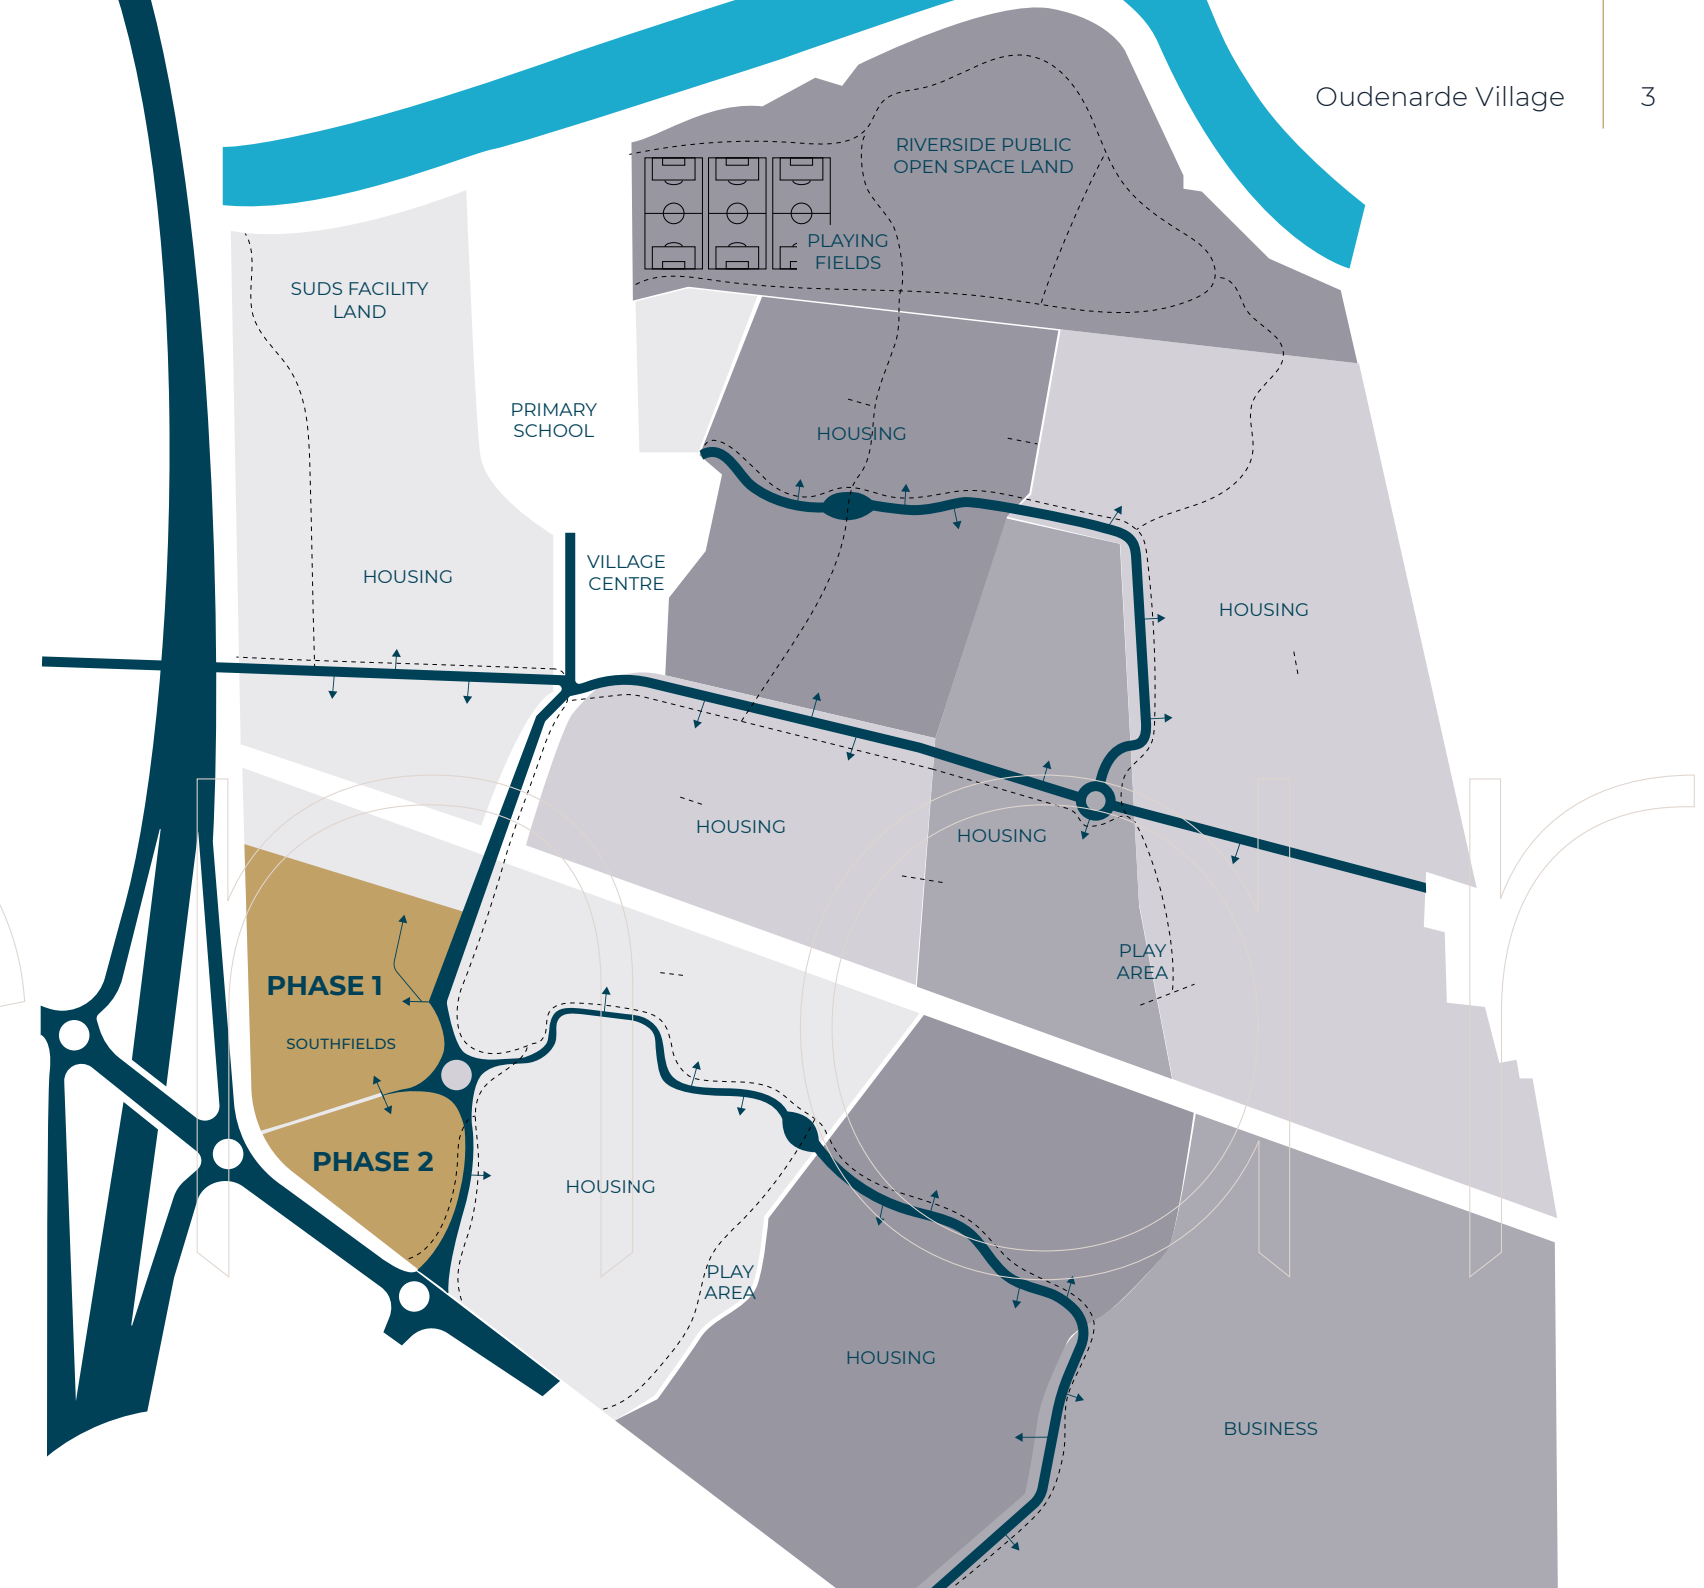 Oudenarde Village
3
RIVERSIDE PUBLIC
OPEN SPACE LAND
PLAYING
FIELDS
SUDS FACILITY
LAND
PRIMARY
SCHOOL
HOUSING
VILLAGE
CENTRE
HOUSING
HOUSING
HOUSING
HOUSING
PLAY
AREA
PHASE 1
SOUTHFIELDS
PHASE 2
HOUSING
PLAY
AREA
HOUSING
BUSINESS